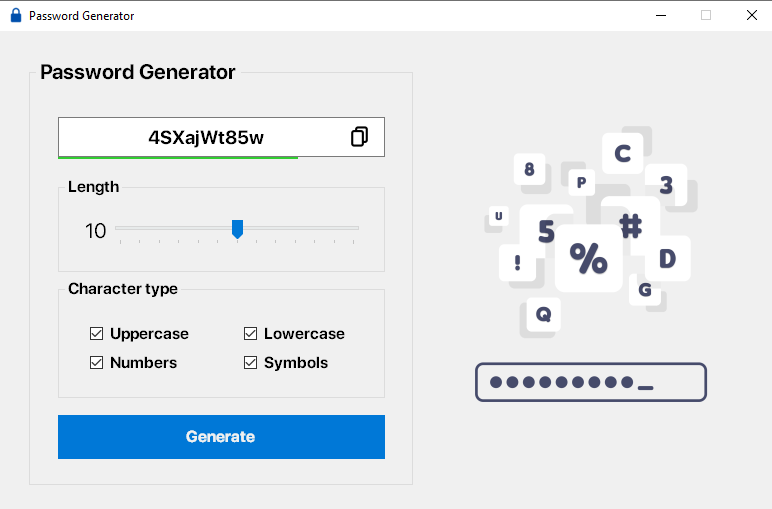 Password Generator
Password Generator
4SXajWt85w
Length
10
Character type
Uppercase
Lowercase
Numbers
Symbols
Generate
C
8
P
3
U
5
#
%
!
D
G
Q